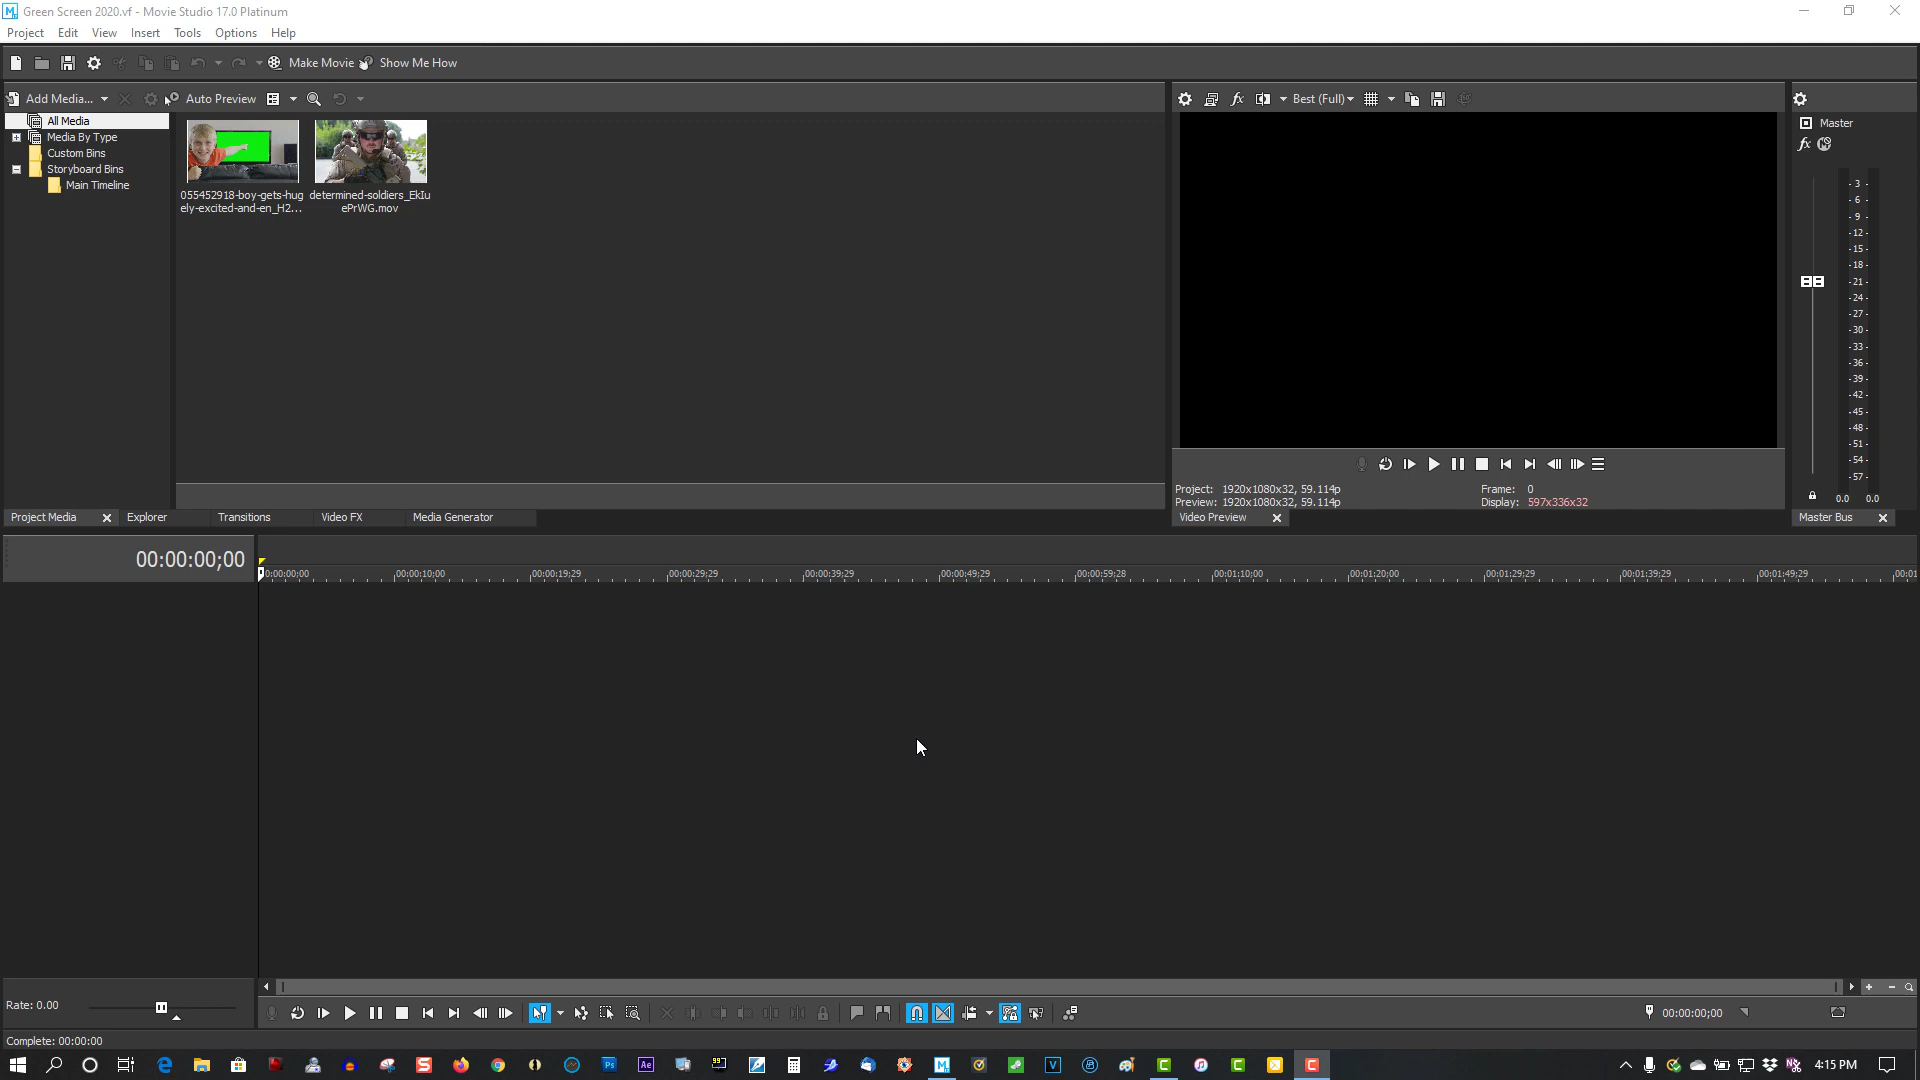 Green Screen 2020.vf - Movie Studio 17.0 Platinum
Project Edit View Insert Tools Options Help
Make Movie Show Me How
Add Media... Auto Preview
All Media
Media By Type
Custom Bins
Storyboard Bins
Main Timeline
055452918-boy-gets-hug
ely-excited-and-en_H2...
determined-soldiers_EkIu
ePrWG.mov
Project Media Explorer Transitions Video FX Media Generator
Best (Full)
Project: 1920x1080x32, 59.114p
Preview: 1920x1080x32, 59.114p
Frame: 0
Display: 597x336x32
Video Preview
Master
- 3 -
- 6 -
- 9 -
- 12 -
- 15 -
- 18 -
- 21 -
- 24 -
- 27 -
- 30 -
- 33 -
- 36 -
- 39 -
- 42 -
- 45 -
- 48 -
- 51 -
- 54 -
- 57 -
0.0 0.0
Master Bus
00:00:00;00
0:00:00;00 00:00:10;00 00:00:19;29 00:00:29;29 00:00:39;29 00:00:49;29 00:00:59;28 00:01:10;00 00:01:20;00 00:01:29;29 00:01:39;29 00:01:49;29 00:01
Rate: 0.00
00:00:00;00
Complete: 00:00:00
4:15 PM